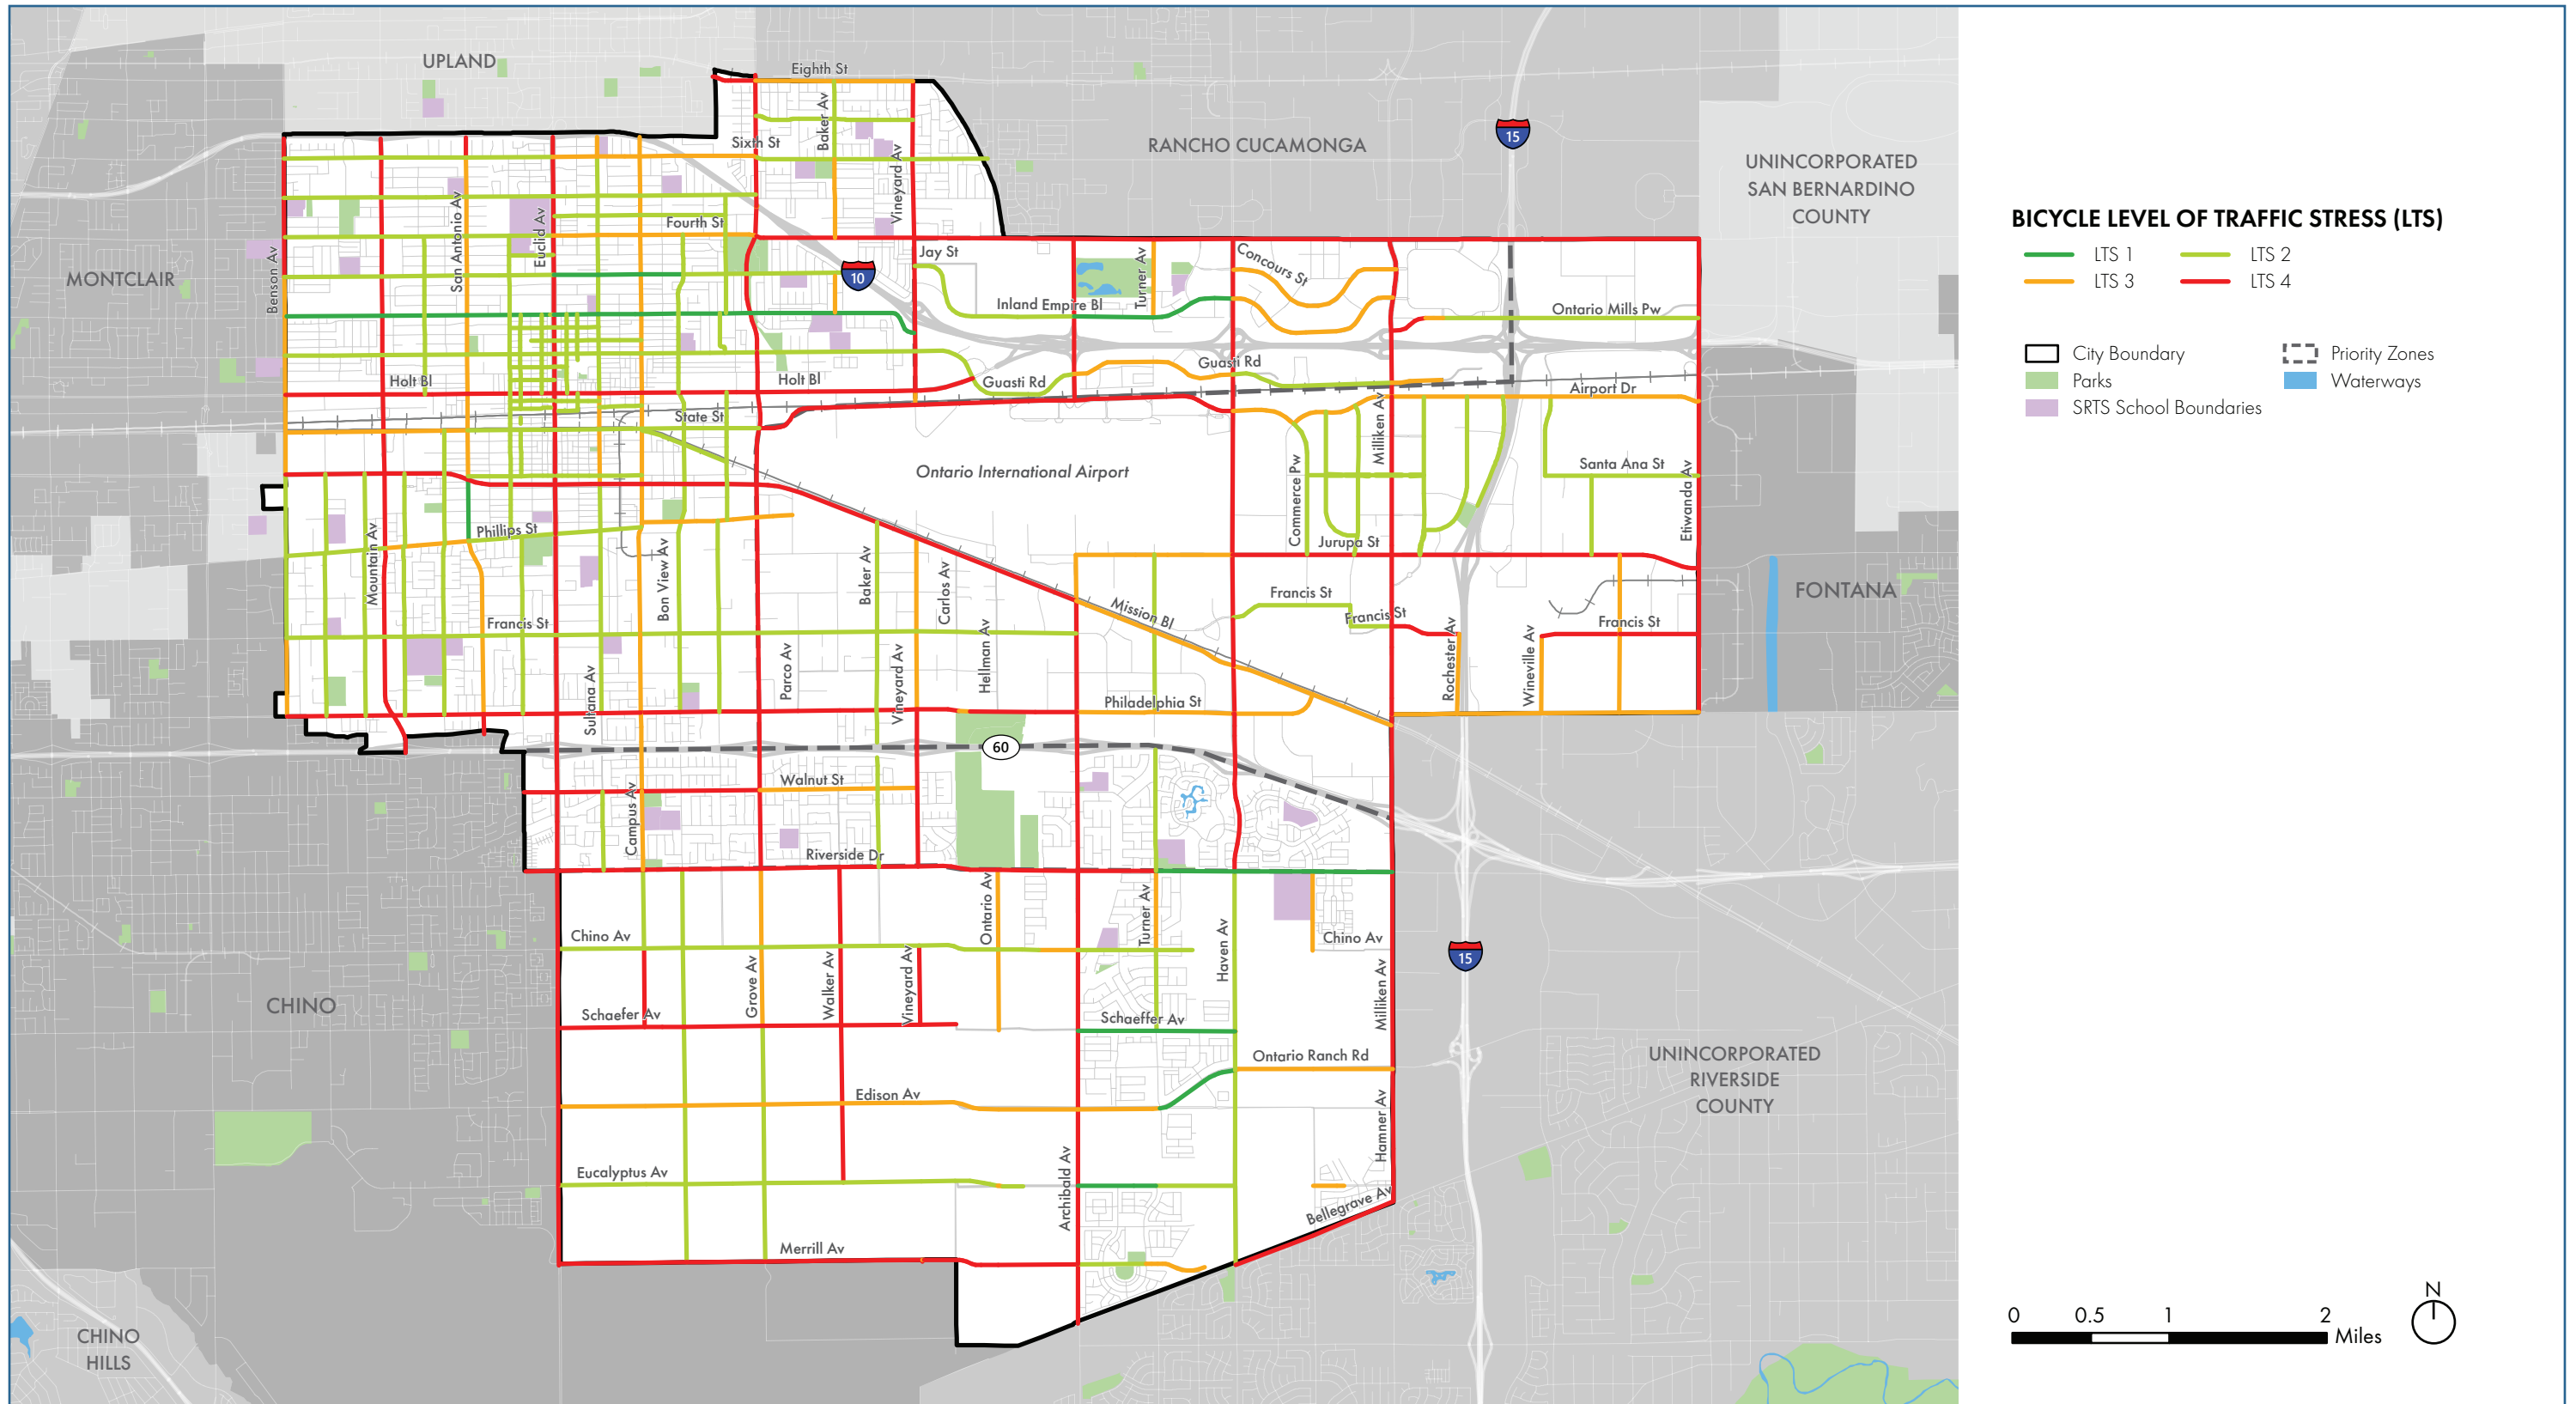 UPLAND
Eighth St
Baker Av
Sixth St
Vineyard Av
RANCHO CUCAMONGA
15
UNINCORPORATED
SAN BERNARDINO
COUNTY
MONTCLAIR
Benson Av
San Antonio Av
Euclid Av
Fourth St
10
Jay St
Inland Empire Bl
Turner Av
Concours St
Ontario Mills Pw
Holt Bl
Holt Bl
Guasti Rd
Guasti Rd
Airport Dr
State St
Ontario International Airport
Commerce Pw
Milliken Av
Santa Ana St
Etiwanda Av
Mountain Av
Phillips St
Bon View Av
Baker Av
Carlos Av
Jurupa St
Francis St
Mission Bl
Francis St
Francis St
Francis St
FONTANA
Sultana Av
Parco Av
Vineyard Av
Hellman Av
Philadelphia St
Rochester Av
Wineville Av
60
Walnut St
Campus Av
Riverside Dr
Chino Av
Ontario Av
Turner Av
Haven Av
Chino Av
15
CHINO
Schaefer Av
Grove Av
Walker Av
Vineyard Av
Schaeffer Av
Milliken Av
Ontario Ranch Rd
UNINCORPORATED
RIVERSIDE
COUNTY
Edison Av
Hamner Av
Eucalyptus Av
Archibald Av
Bellegrave Av
Merrill Av
CHINO
HILLS
BICYCLE LEVEL OF TRAFFIC STRESS (LTS)
LTS 1
LTS 2
LTS 3
LTS 4
City Boundary
Priority Zones
Parks
Waterways
SRTS School Boundaries
0 0.5 1 2
Miles
N